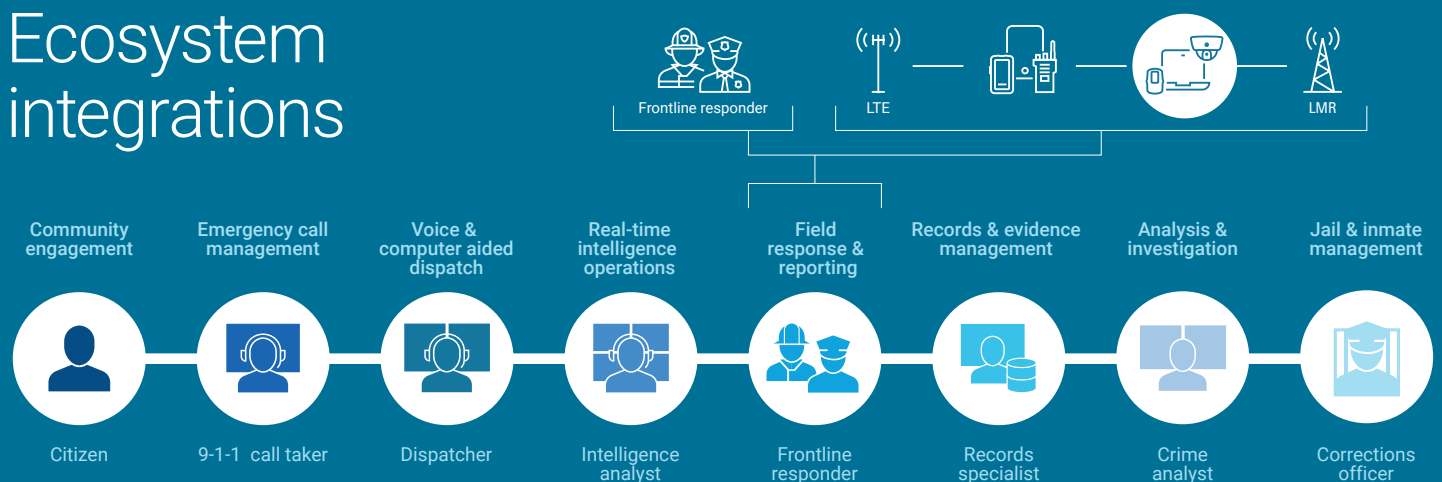 Ecosystem
integrations
Frontline responder
LTE
LMR
Community
engagement
Emergency call
management
Voice &
computer aided
dispatch
Real-time
intelligence
operations
Field
response &
reporting
Records & evidence
management
Analysis &
investigation
Jail & inmate
management
Citizen
9-1-1 call taker
Dispatcher
Intelligence
analyst
Frontline
responder
Records
specialist
Crime
analyst
Corrections
officer